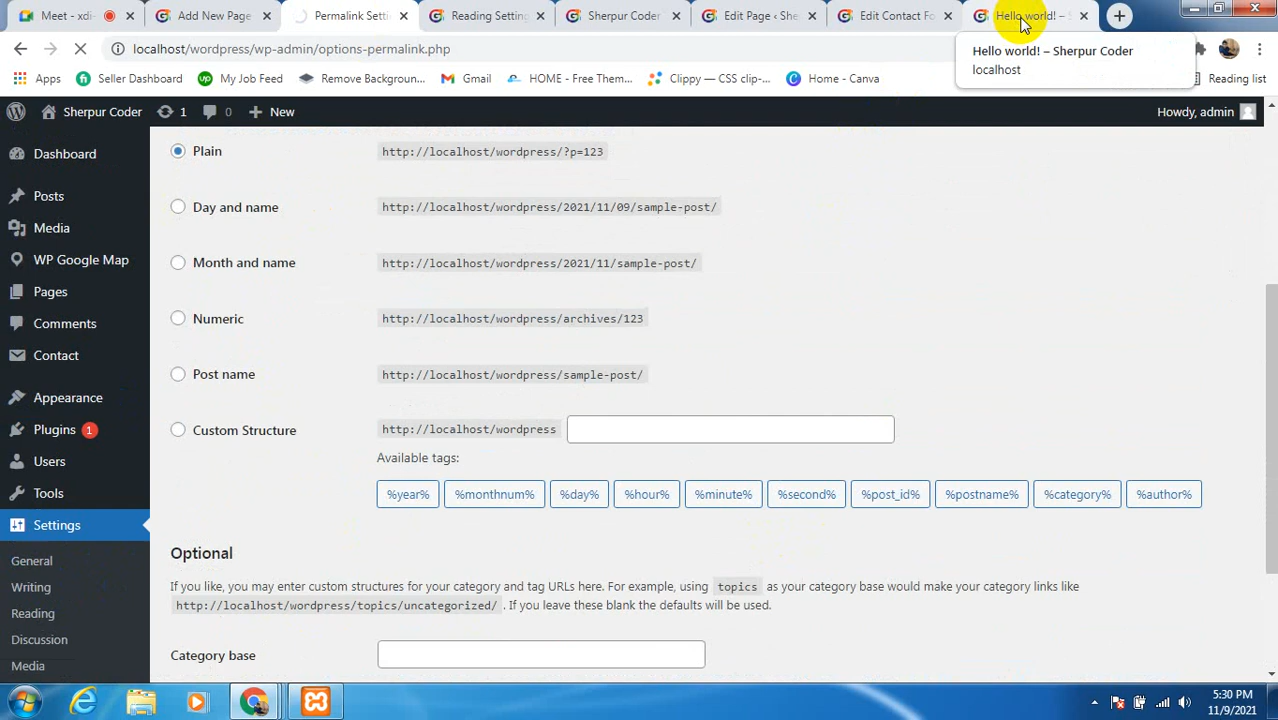 Meet - xdi
Add New Page
Permalink Setti
Reading Setting
Sherpur Coder
Edit Page ‹ She
Edit Contact Fo
Hello world! – S
localhost/wordpress/wp-admin/options-permalink.php
Hello world! – Sherpur Coder
localhost
Apps
Seller Dashboard
My Job Feed
Remove Backgroun...
Gmail
HOME - Free Them...
Clippy — CSS clip-...
Home - Canva
Reading list
Sherpur Coder
1
0
New
Howdy, admin
Dashboard
Posts
Media
WP Google Map
Pages
Comments
Contact
Appearance
Plugins 1
Users
Tools
Settings
General
Writing
Reading
Discussion
Media
Plain http://localhost/wordpress/?p=123
Day and name http://localhost/wordpress/2021/11/09/sample-post/
Month and name http://localhost/wordpress/2021/11/sample-post/
Numeric http://localhost/wordpress/archives/123
Post name http://localhost/wordpress/sample-post/
Custom Structure http://localhost/wordpress
Available tags:
%year% %monthnum% %day% %hour% %minute% %second% %post_id% %postname% %category% %author%
Optional
If you like, you may enter custom structures for your category and tag URLs here. For example, using topics as your category base would make your category links like
http://localhost/wordpress/topics/uncategorized/ . If you leave these blank the defaults will be used.
Category base
5:30 PM
11/9/2021